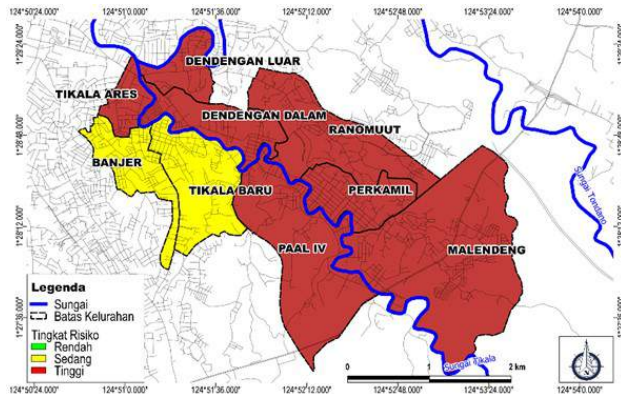 124°50'24.000" 124°51'0.000" 124°51'36.000" 124°52'12.000" 124°52'48.000" 124°53'24.000" 124°54'0.000"
1°29'24.000"
1°28'48.000"
1°28'12.000"
1°27'36.000"
DENDENGAN LUAR
TIKALA ARES
DENDENGAN DALAM
RANOMUUT
BANJER
TIKALA BARU
PERKAMIL
PAAL IV
MALENDENG
Sungai Tondano
Sungai Tikala
Legenda
Sungai
Batas Kelurahan
Tingkat Risiko
Rendah
Sedang
Tinggi
0 1 2 km
124°50'24.000" 124°51'0.000" 124°51'36.000" 124°52'12.000" 124°52'48.000" 124°53'24.000" 124°54'0.000"